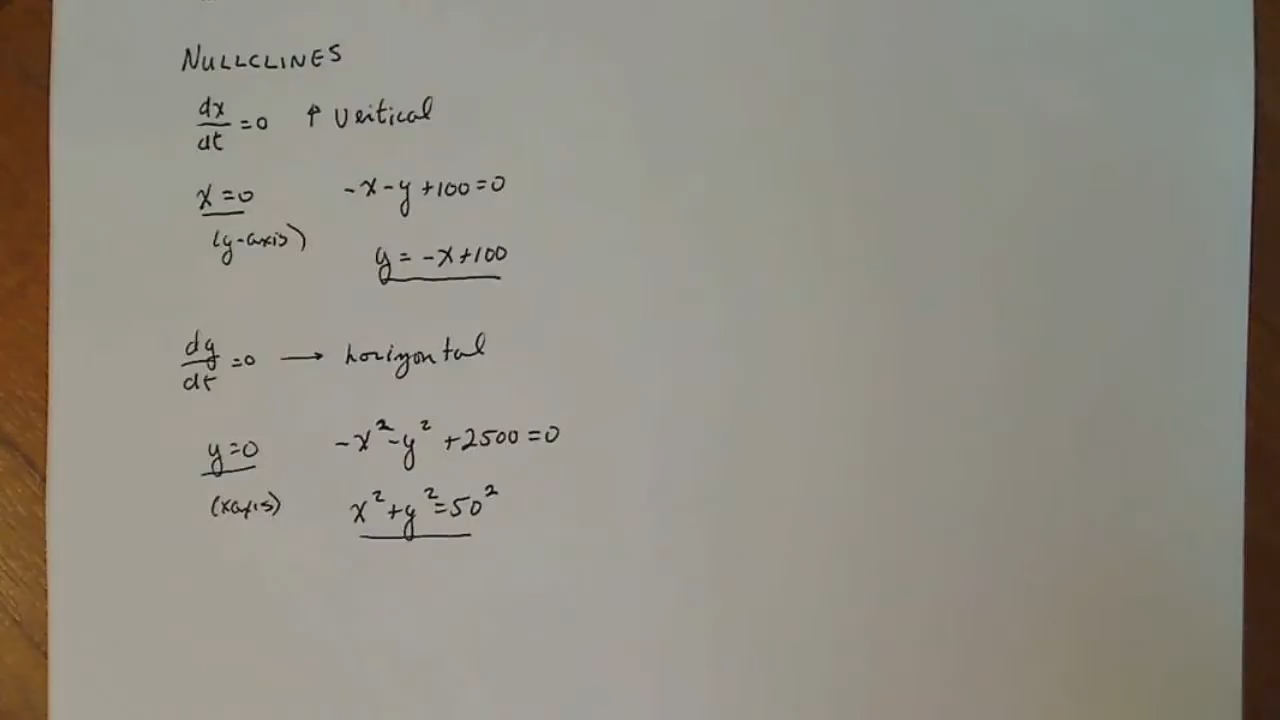 NULLCLINES
dx/dt = 0 ↑ Vertical
x = 0 -x - y + 100 = 0
(y-axis)
y = -x + 100
dy/dt = 0 → horizontal
y = 0 -x² - y² + 2500 = 0
(x axis) x² + y² = 50²